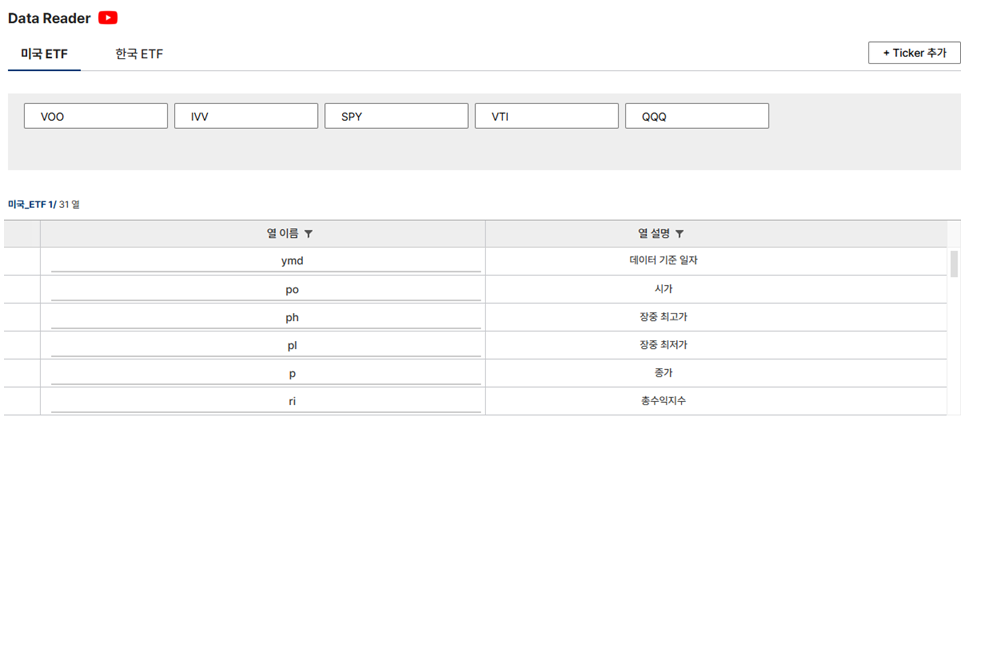 Data Reader
미국 ETF 한국 ETF + Ticker 추가
VOO IVV SPY VTI QQQ
미국_ETF 1/ 31 열
열 이름 열 설명
ymd 데이터 기준 일자
po 시가
ph 장중 최고가
pl 장중 최저가
p 종가
ri 총수익지수